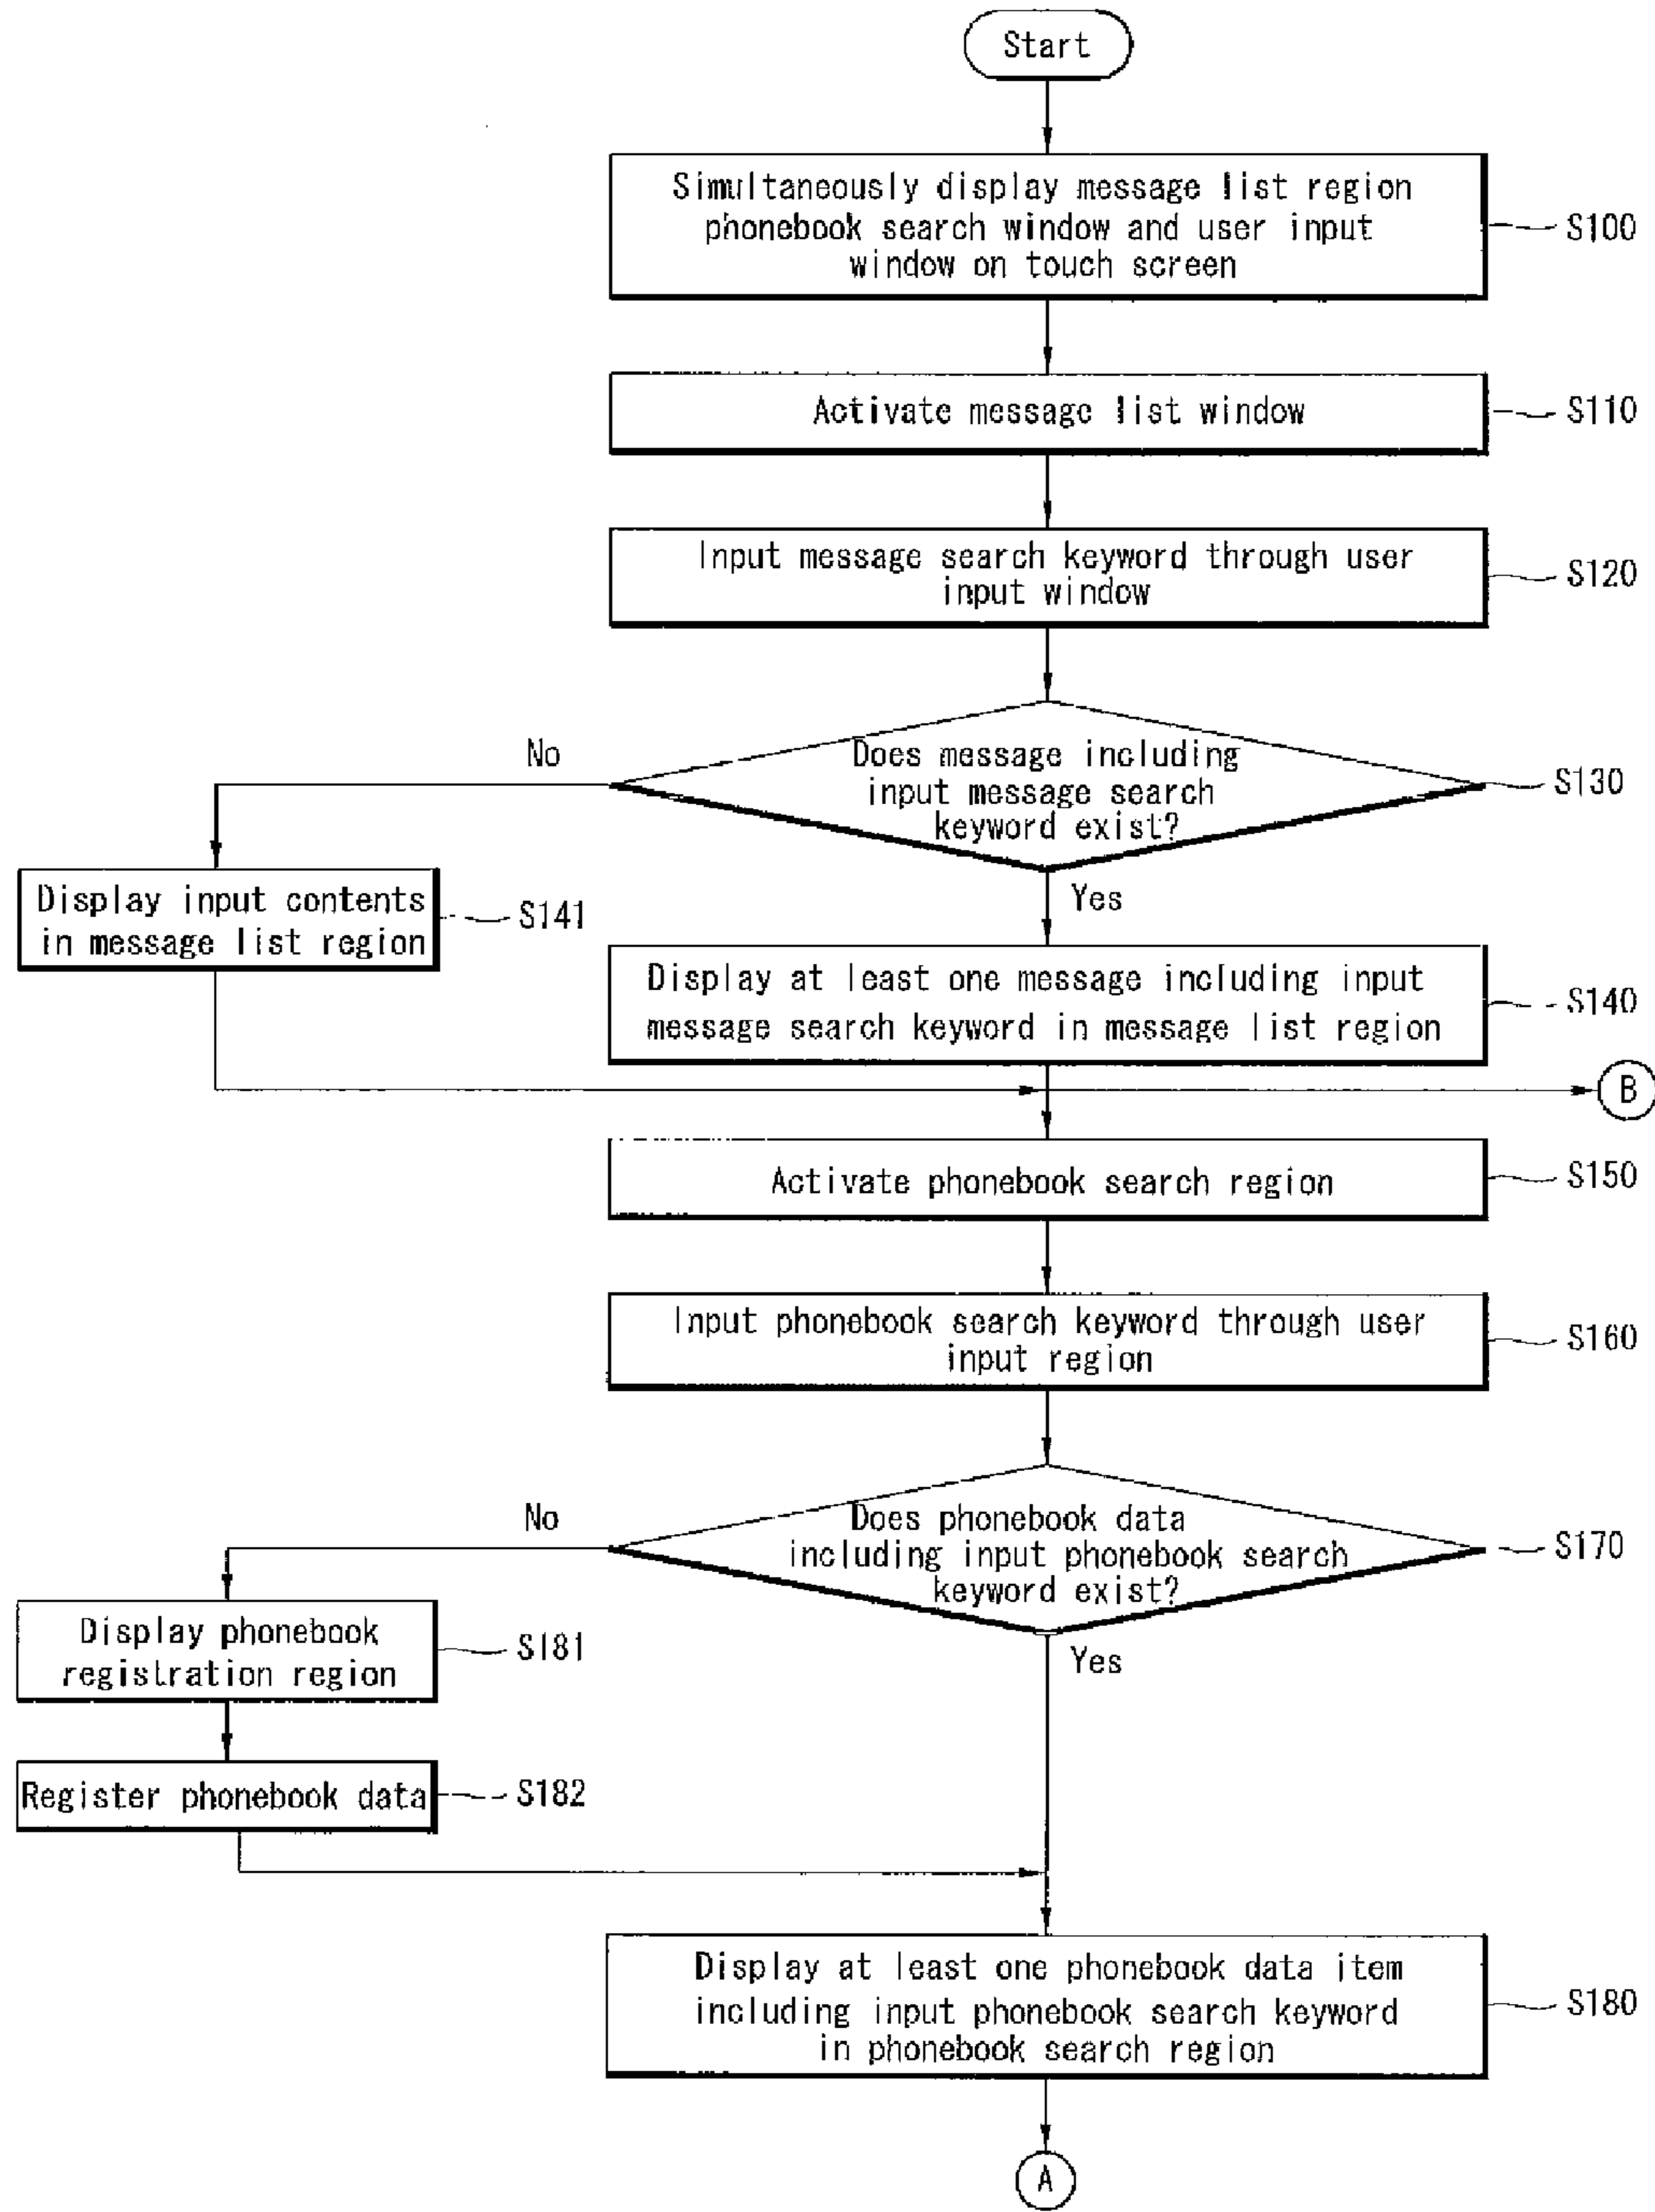 Start
Simultaneously display message list region
phonebook search window and user input
window on touch screen
S100
Activate message list window
S110
Input message search keyword through user
input window
S120
No
Does message including
input message search
keyword exist?
S130
Yes
Display input contents
in message list region
S141
Display at least one message including input
message search keyword in message list region
S140
B
Activate phonebook search region
S150
Input phonebook search keyword through user
input region
S160
No
Does phonebook data
including input phonebook search
keyword exist?
S170
Yes
Display phonebook
registration region
S181
Register phonebook data
S182
Display at least one phonebook data item
including input phonebook search keyword
in phonebook search region
S180
A